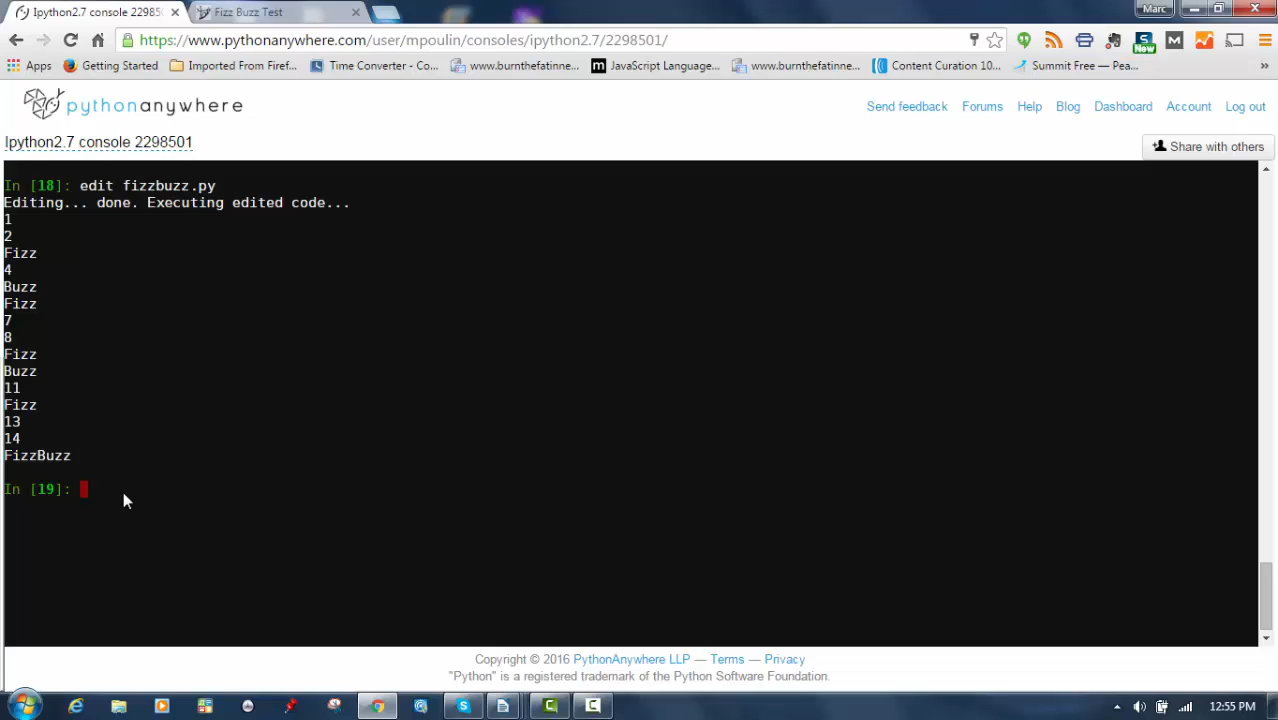 Ipython2.7 console 22985
Fizz Buzz Test
Marc
https://www.pythonanywhere.com/user/mpoulin/consoles/ipython2.7/2298501/
New
Apps
Getting Started
Imported From Firef...
Time Converter - Co...
www.burnthefatinne...
JavaScript Language...
www.burnthefatinne...
Content Curation 10...
Summit Free — Pea...
»
pythonanywhere
Send feedback Forums Help Blog Dashboard Account Log out
Ipython2.7 console 2298501
Share with others
In [18]: edit fizzbuzz.py
Editing... done. Executing edited code...
1
2
Fizz
4
Buzz
Fizz
7
8
Fizz
Buzz
11
Fizz
13
14
FizzBuzz
In [19]:
Copyright © 2016 PythonAnywhere LLP — Terms — Privacy
"Python" is a registered trademark of the Python Software Foundation.
12:55 PM